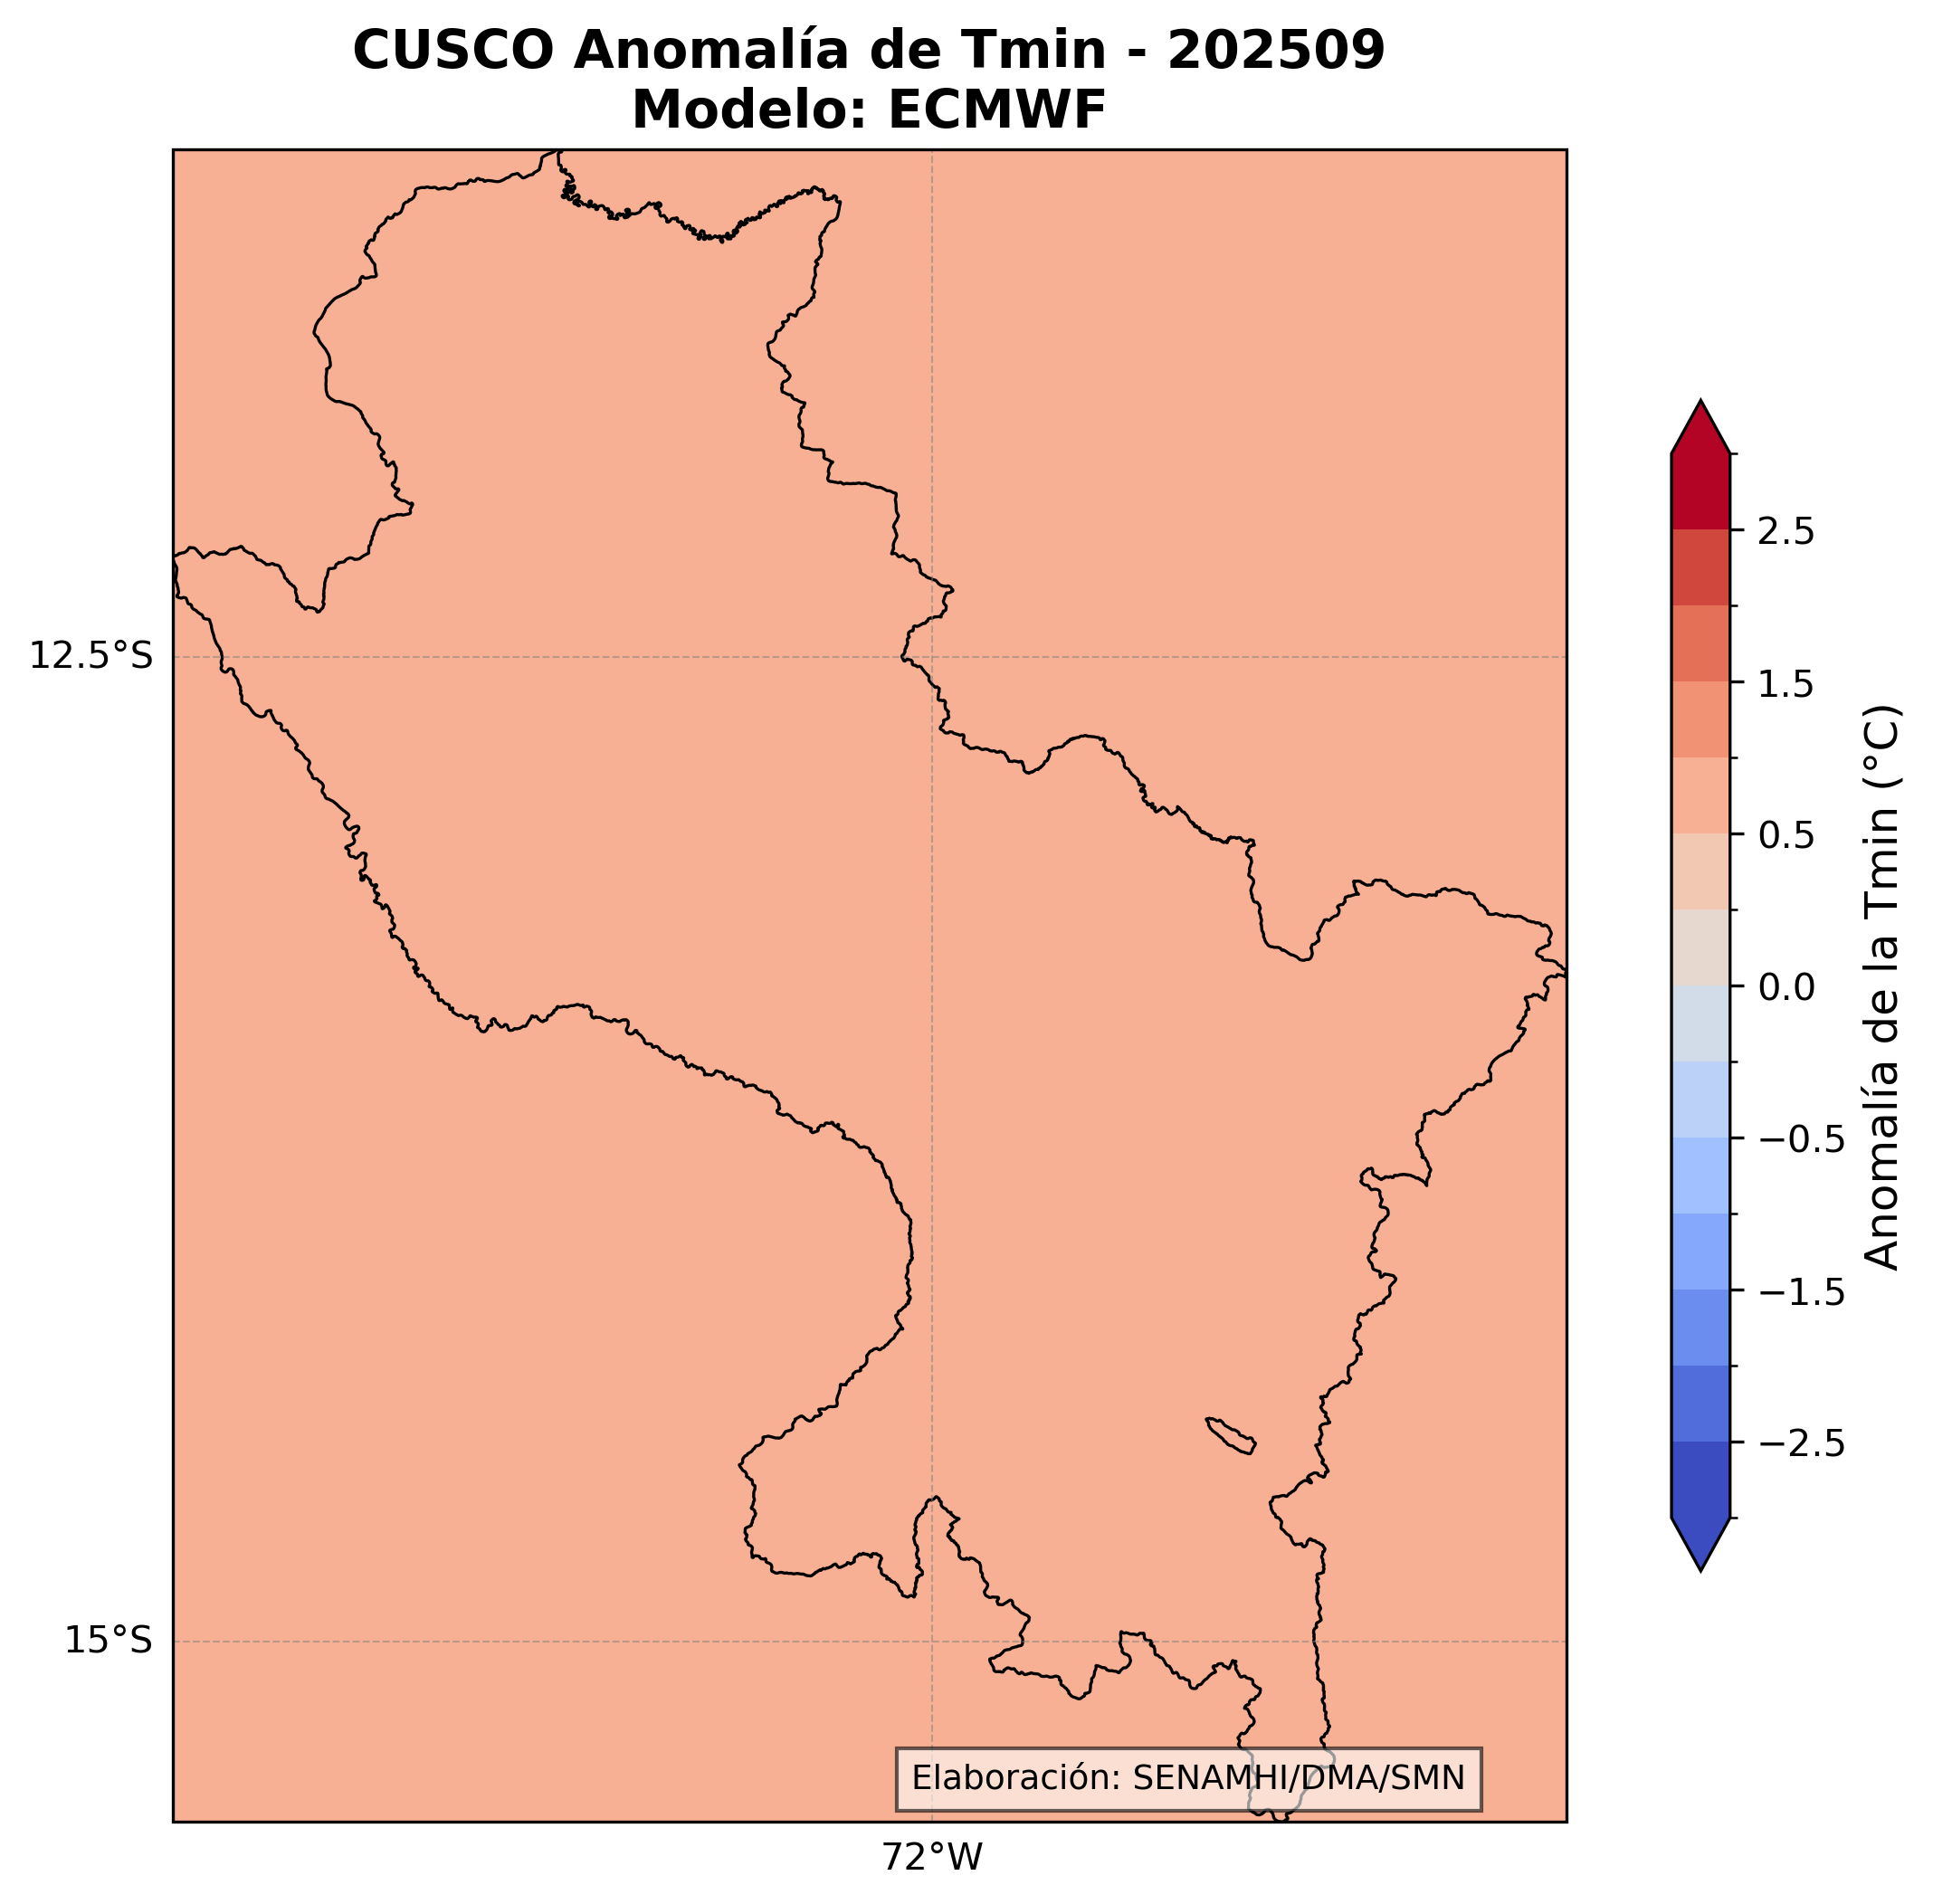 CUSCO Anomalía de Tmin - 202509
Modelo: ECMWF
12.5°S
15°S
72°W
Elaboración: SENAMHI/DMA/SMN
2.5
1.5
0.5
0.0
−0.5
−1.5
−2.5
Anomalía de la Tmin (°C)